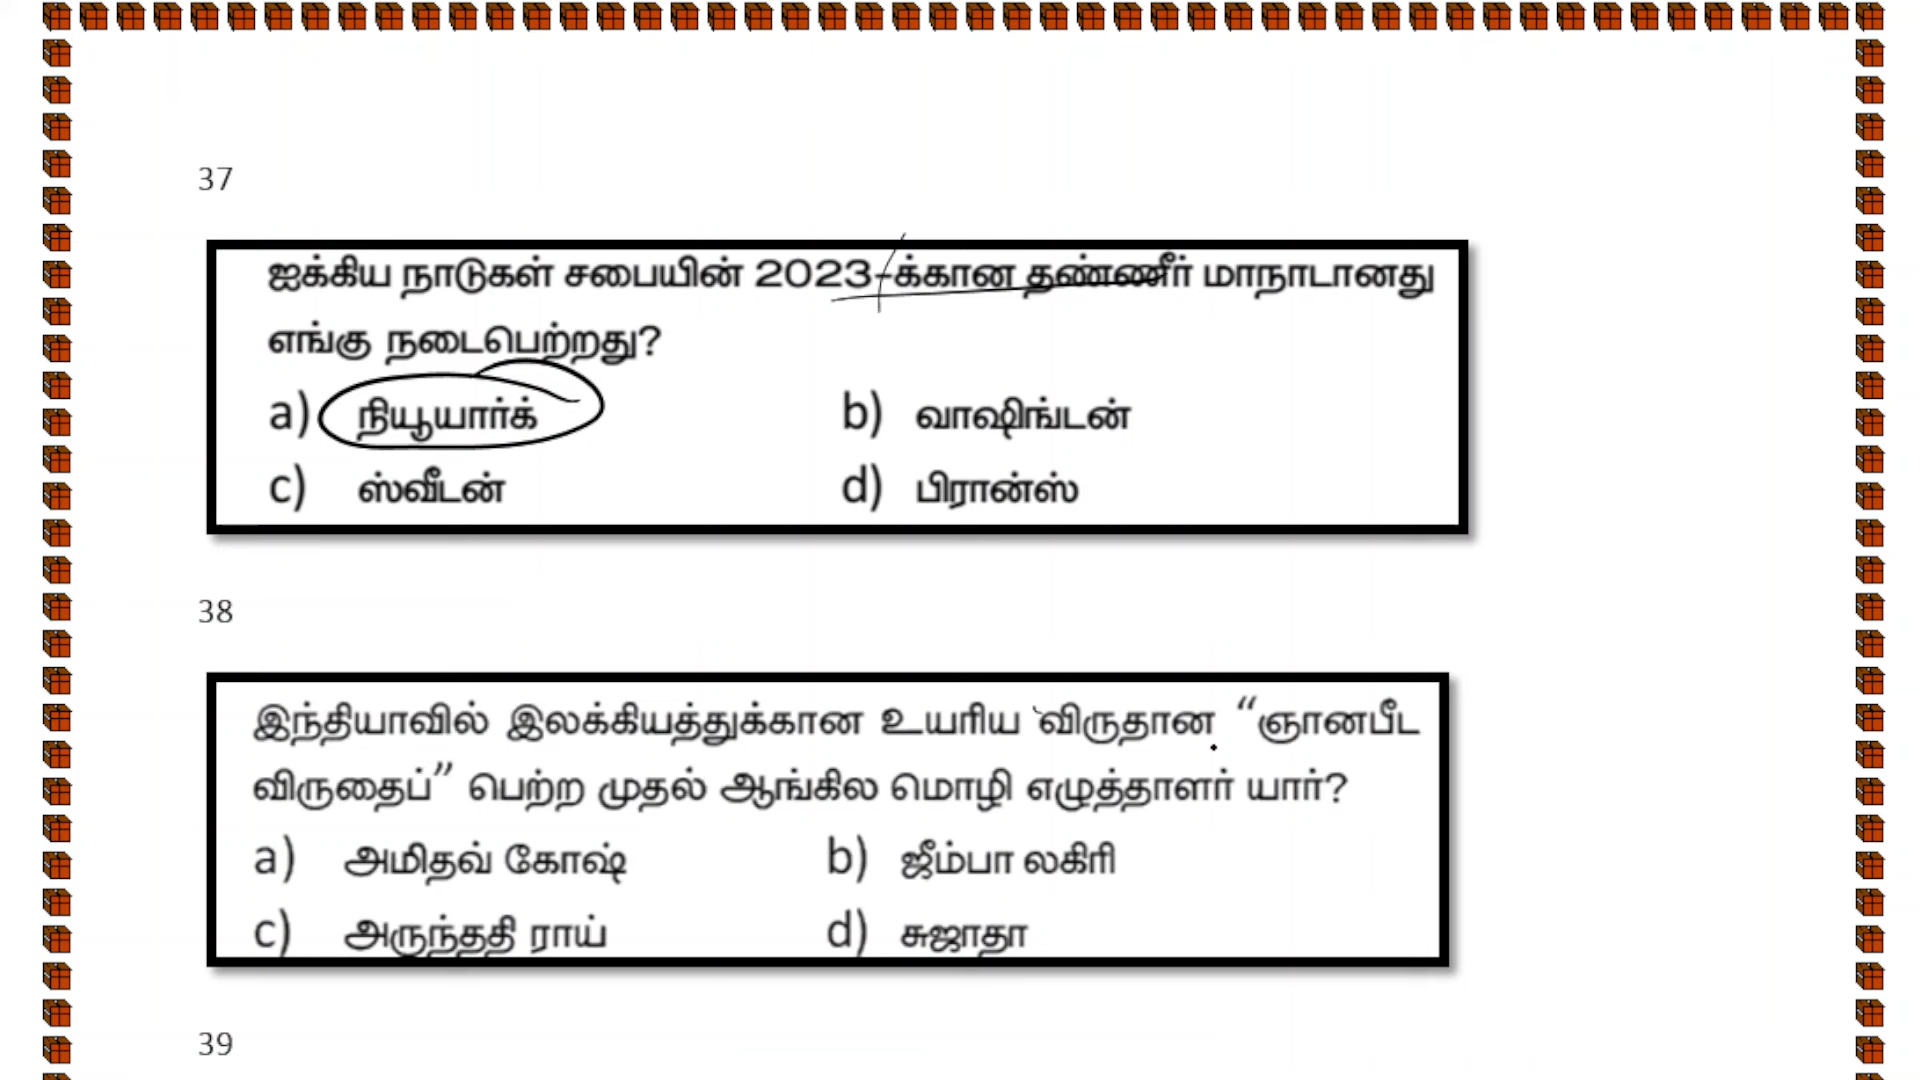 37
ஐக்கிய நாடுகள் சபையின் 2023-க்கான தண்ணீர் மாநாடானது
எங்கு நடைபெற்றது?
a) நியூயார்க் b) வாஷிங்டன்
c) ஸ்வீடன் d) பிரான்ஸ்
38
இந்தியாவில் இலக்கியத்துக்கான உயரிய விருதான “ஞானபீட
விருதைப்” பெற்ற முதல் ஆங்கில மொழி எழுத்தாளர் யார்?
a) அமிதவ் கோஷ் b) ஜீம்பா லகிரி
c) அருந்ததி ராய் d) சுஜாதா
39